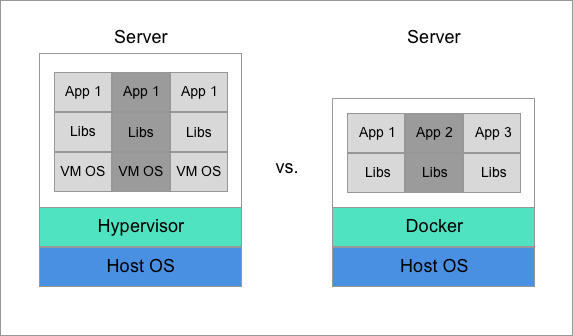 Server
App 1 App 1 App 1
Libs Libs Libs
VM OS VM OS VM OS
Hypervisor
Host OS
vs.
Server
App 1 App 2 App 3
Libs Libs Libs
Docker
Host OS